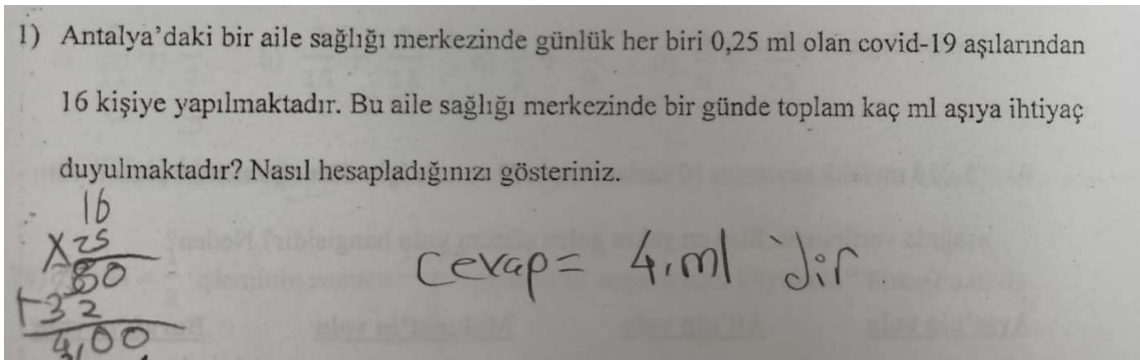 1) Antalya'daki bir aile sağlığı merkezinde günlük her biri 0,25 ml olan covid-19 aşılarından
16 kişiye yapılmaktadır. Bu aile sağlığı merkezinde bir günde toplam kaç ml aşıya ihtiyaç
duyulmaktadır? Nasıl hesapladığınızı gösteriniz.
16
x 25
80
+32
4,00
cevap = 4,ml dir